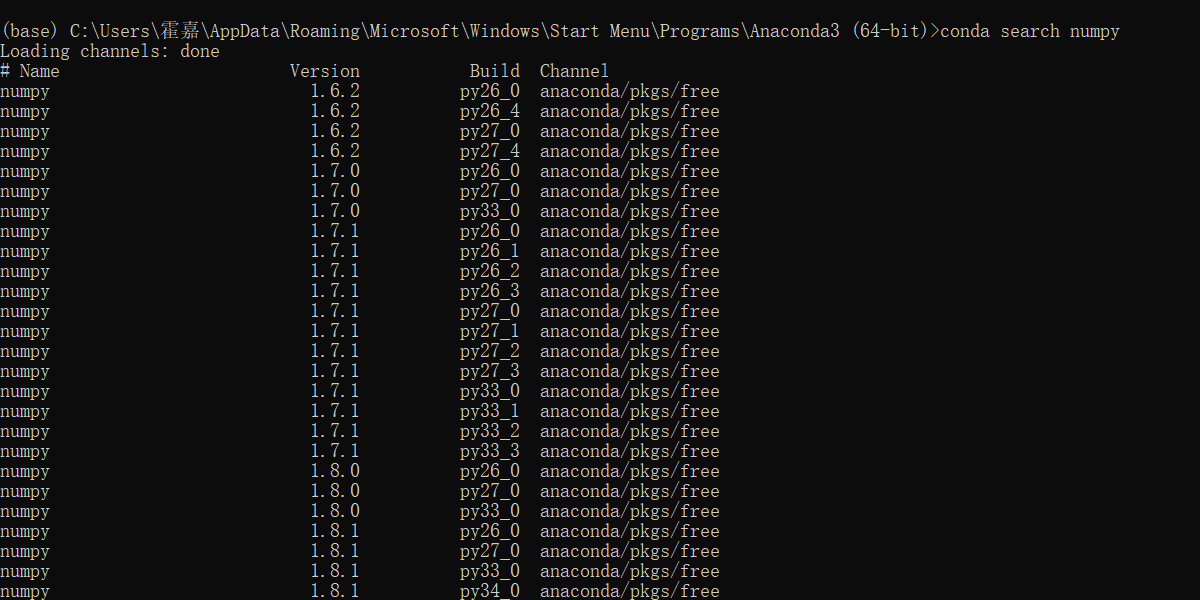 (base) C:\Users\霍嘉\AppData\Roaming\Microsoft\Windows\Start Menu\Programs\Anaconda3 (64-bit)>conda search numpy
Loading channels: done
# Name                       Version           Build  Channel
numpy                          1.6.2          py26_0  anaconda/pkgs/free
numpy                          1.6.2          py26_4  anaconda/pkgs/free
numpy                          1.6.2          py27_0  anaconda/pkgs/free
numpy                          1.6.2          py27_4  anaconda/pkgs/free
numpy                          1.7.0          py26_0  anaconda/pkgs/free
numpy                          1.7.0          py27_0  anaconda/pkgs/free
numpy                          1.7.0          py33_0  anaconda/pkgs/free
numpy                          1.7.1          py26_0  anaconda/pkgs/free
numpy                          1.7.1          py26_1  anaconda/pkgs/free
numpy                          1.7.1          py26_2  anaconda/pkgs/free
numpy                          1.7.1          py26_3  anaconda/pkgs/free
numpy                          1.7.1          py27_0  anaconda/pkgs/free
numpy                          1.7.1          py27_1  anaconda/pkgs/free
numpy                          1.7.1          py27_2  anaconda/pkgs/free
numpy                          1.7.1          py27_3  anaconda/pkgs/free
numpy                          1.7.1          py33_0  anaconda/pkgs/free
numpy                          1.7.1          py33_1  anaconda/pkgs/free
numpy                          1.7.1          py33_2  anaconda/pkgs/free
numpy                          1.7.1          py33_3  anaconda/pkgs/free
numpy                          1.8.0          py26_0  anaconda/pkgs/free
numpy                          1.8.0          py27_0  anaconda/pkgs/free
numpy                          1.8.0          py33_0  anaconda/pkgs/free
numpy                          1.8.1          py26_0  anaconda/pkgs/free
numpy                          1.8.1          py27_0  anaconda/pkgs/free
numpy                          1.8.1          py33_0  anaconda/pkgs/free
numpy                          1.8.1          py34_0  anaconda/pkgs/free